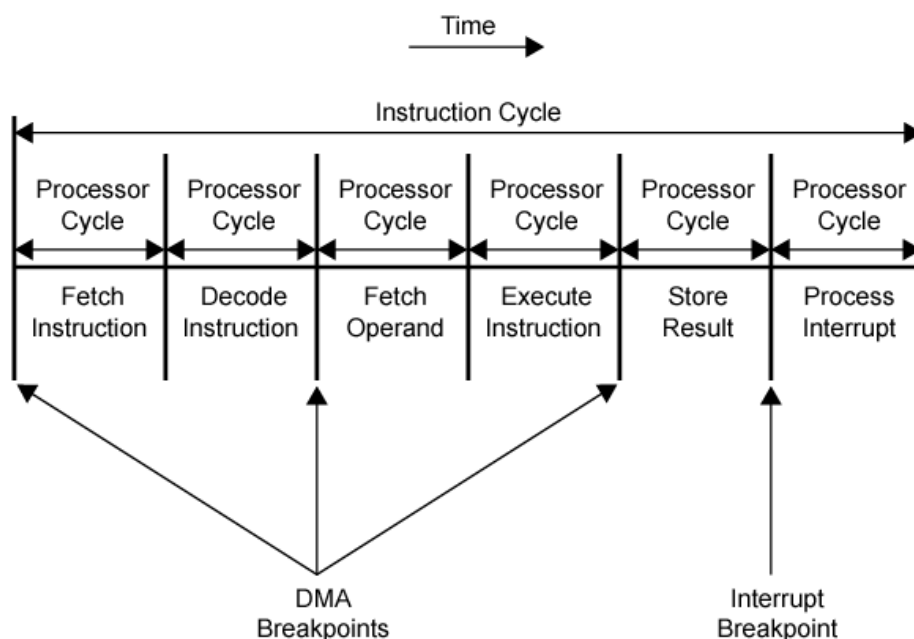 Time
Instruction Cycle
Processor Cycle
Processor Cycle
Processor Cycle
Processor Cycle
Processor Cycle
Processor Cycle
Fetch Instruction
Decode Instruction
Fetch Operand
Execute Instruction
Store Result
Process Interrupt
DMA
Breakpoints
Interrupt
Breakpoint